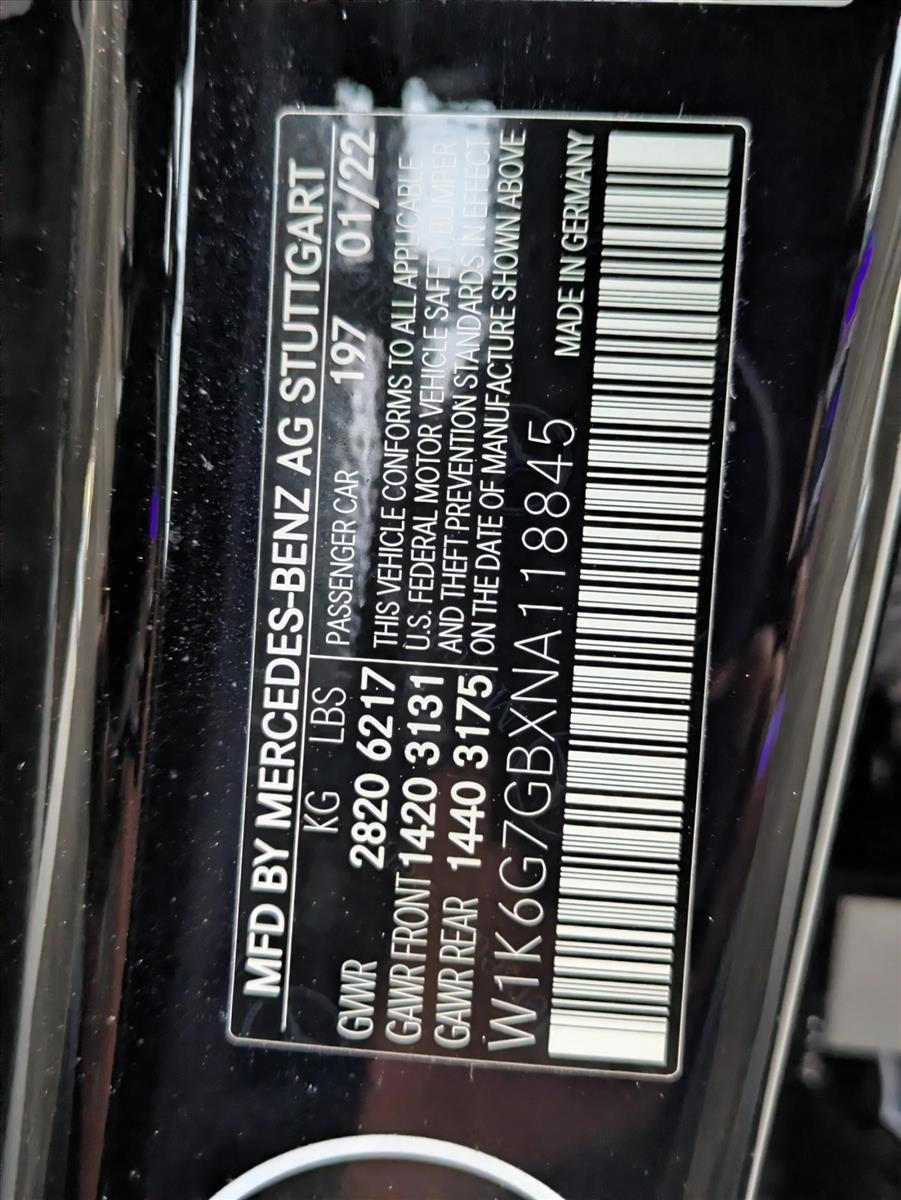 MFD BY MERCEDES-BENZ AG STUTTGART
KG LBS PASSENGER CAR 197 01/22
GVWR 2820 6217 THIS VEHICLE CONFORMS TO ALL APPLICABLE
GAWR FRONT 1420 3131 U.S. FEDERAL MOTOR VEHICLE SAFETY, BUMPER
GAWR REAR 1440 3175 AND THEFT PREVENTION STANDARDS IN EFFECT
ON THE DATE OF MANUFACTURE SHOWN ABOVE
W1K6G7GBXNA118845
MADE IN GERMANY